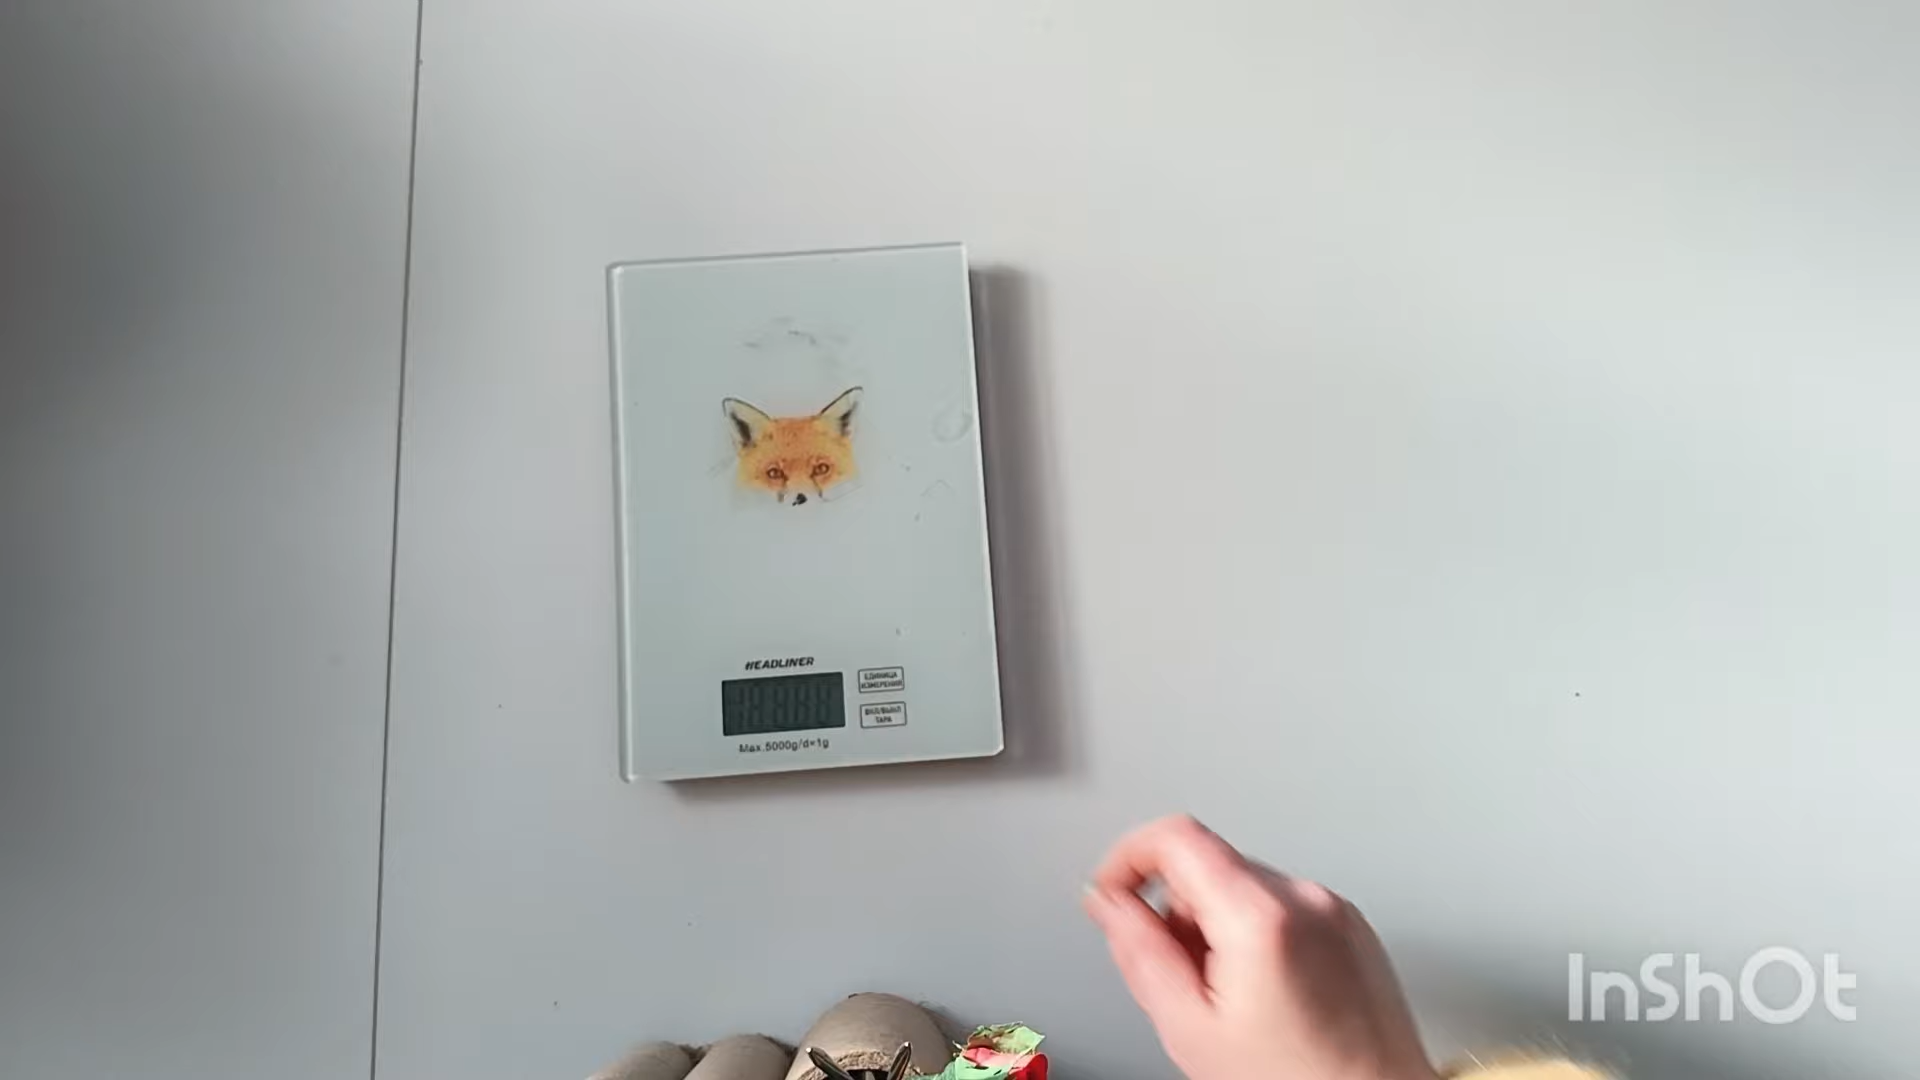 HEADLINER
ЕДИНИЦА
ИЗМЕРЕНИЯ
ВКЛ/ВЫКЛ
ТАРА
Max.5000g/d=1g
InShOt